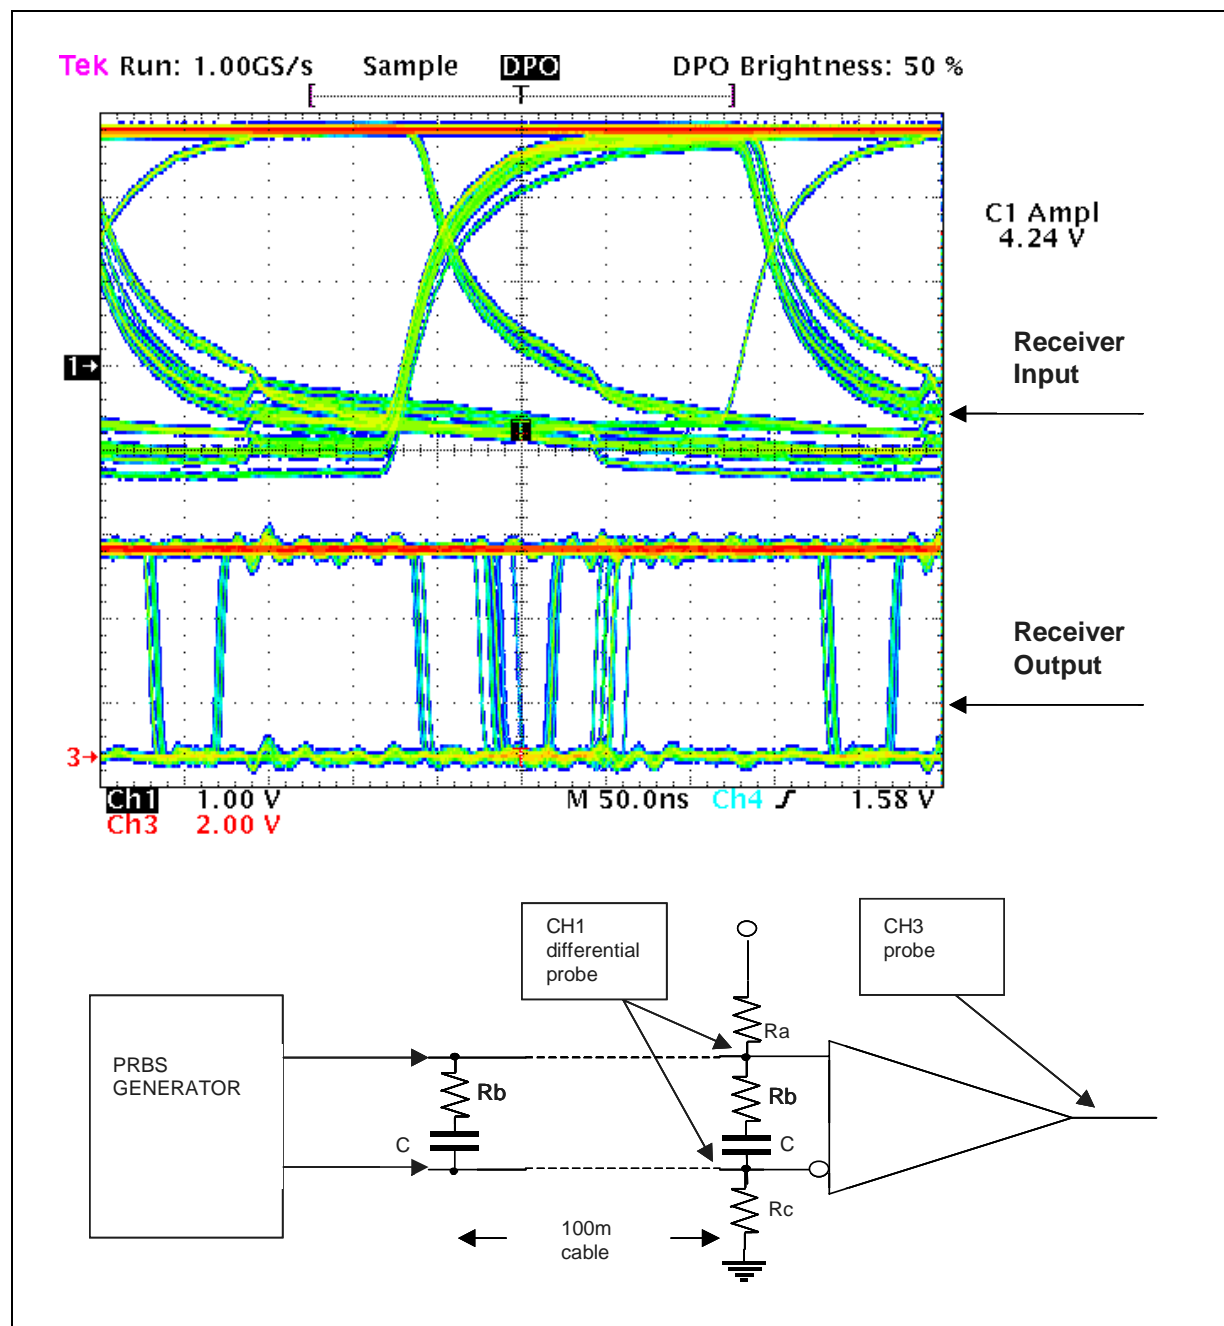 Tek Run: 1.00GS/s Sample DPO DPO Brightness: 50 %
T
C1 Ampl
4.24 V
1→
Receiver
Input
T
Receiver
Output
3→
Ch1 1.00 V M 50.0ns Ch4 1.58 V
Ch3 2.00 V
CH1
differential
probe
CH3
probe
Ra
PRBS
GENERATOR
Rb
Rb
C
C
Rc
100m
cable